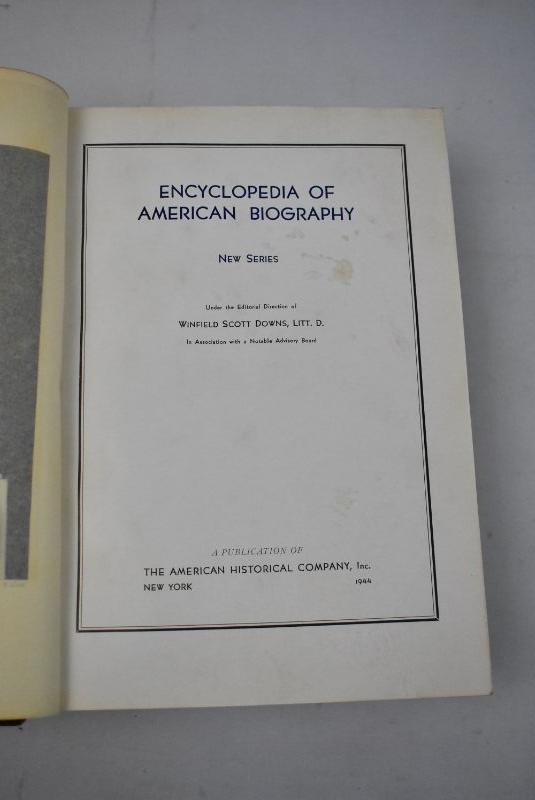 ENCYCLOPEDIA OF
AMERICAN BIOGRAPHY
NEW SERIES
Under the Editorial Direction of
WINFIELD SCOTT DOWNS, LITT. D.
In Association with a Notable Advisory Board
A PUBLICATION OF
THE AMERICAN HISTORICAL COMPANY, Inc.
NEW YORK 1944